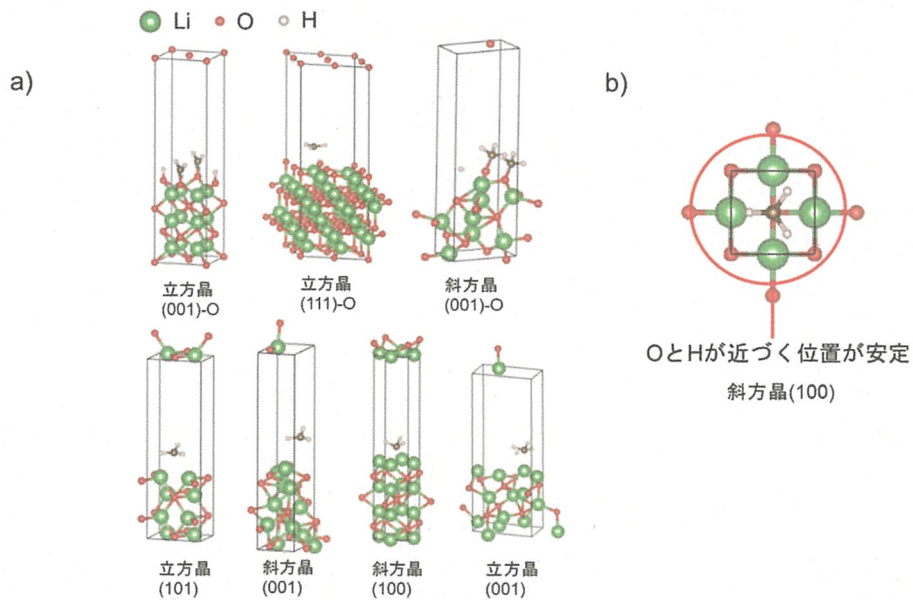 Li O H
a)
b)
立方晶
(001)-O
立方晶
(111)-O
斜方晶
(001)-O
OとHが近づく位置が安定
斜方晶(100)
立方晶
(101)
斜方晶
(001)
斜方晶
(100)
立方晶
(001)